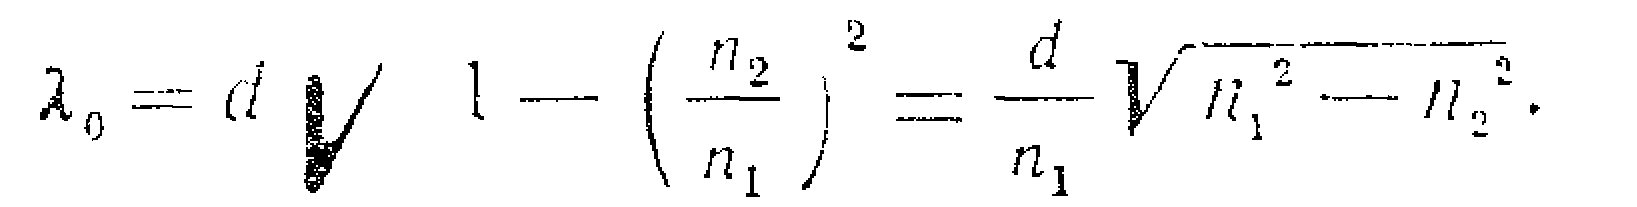 λ₀ = d √(1 − (n₂/n₁)²) = (d/n₁) √(n₁² − n₂²).